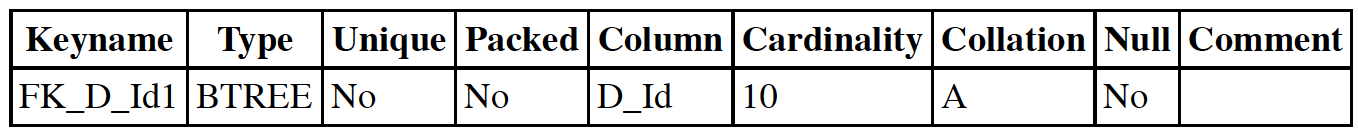 Keyname Type Unique Packed Column Cardinality Collation Null Comment
FK_D_Id1 BTREE No No D_Id 10 A No